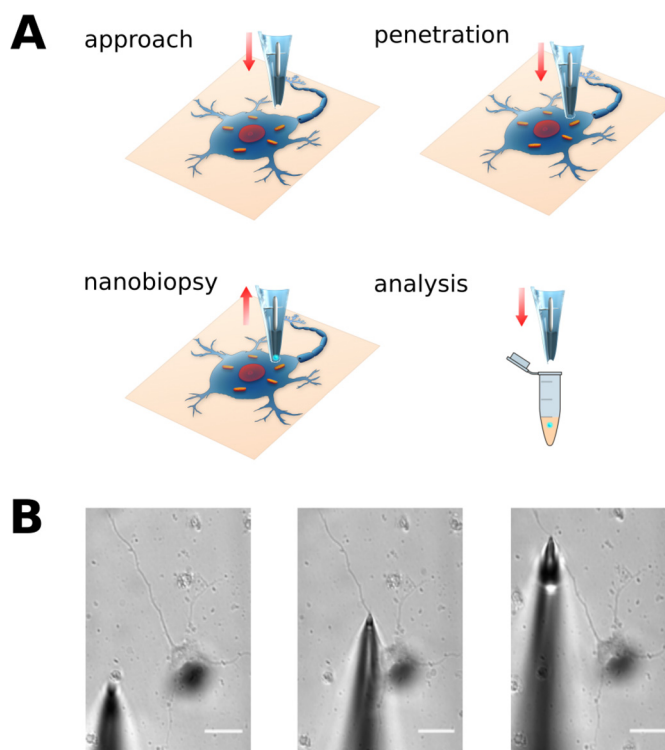 A
approach
penetration
nanobiopsy
analysis
B